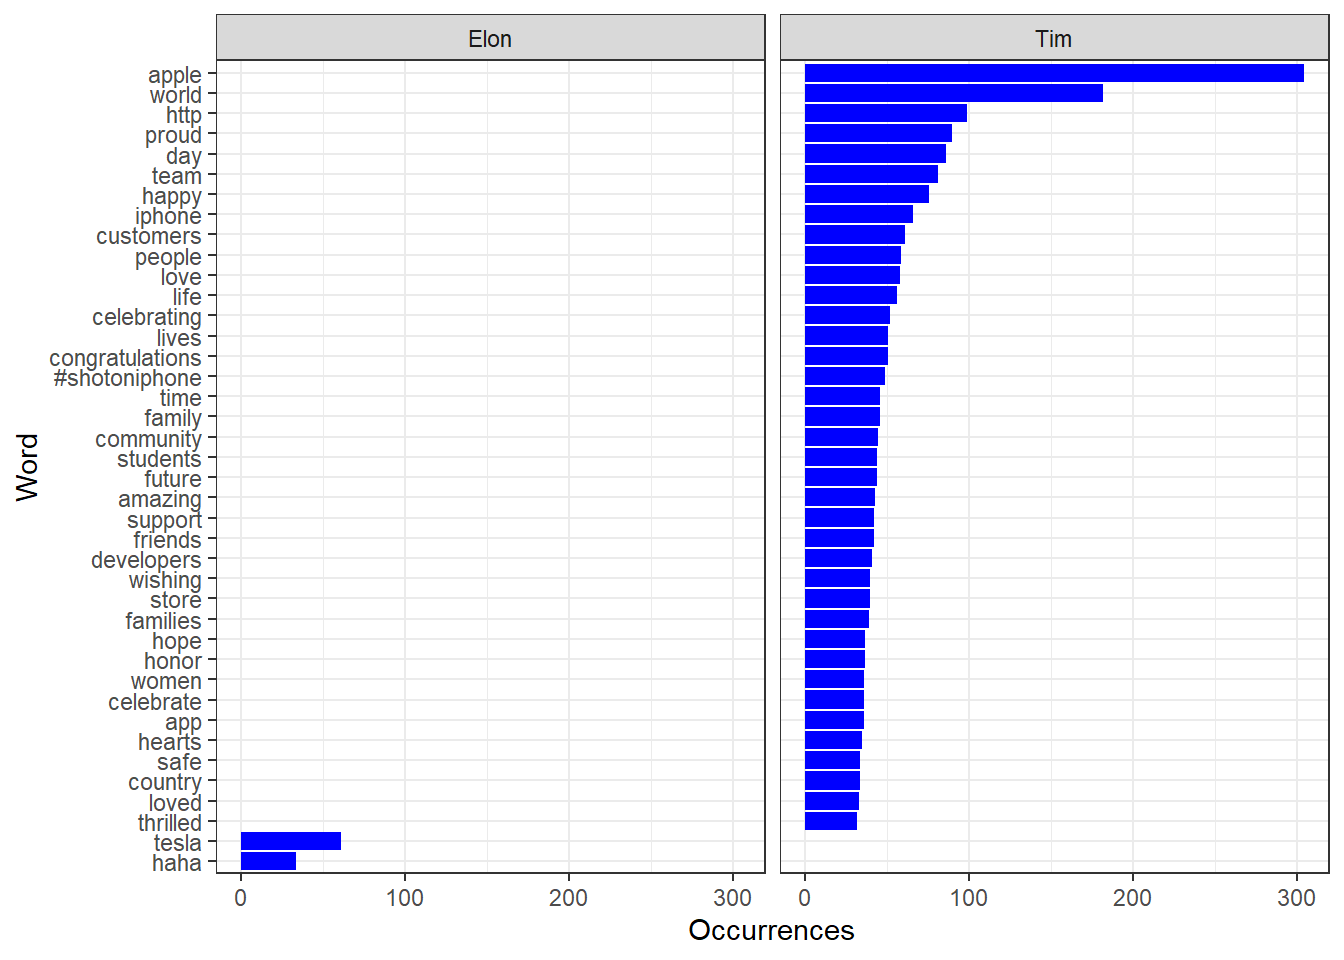 Elon
Tim
apple
world
http
proud
day
team
happy
iphone
customers
people
love
life
celebrating
lives
congratulations
#shotoniphone
time
family
community
students
future
amazing
support
friends
developers
wishing
store
families
hope
honor
women
celebrate
app
hearts
safe
country
loved
thrilled
tesla
haha
Word
0 100 200 300
0 100 200 300
Occurrences